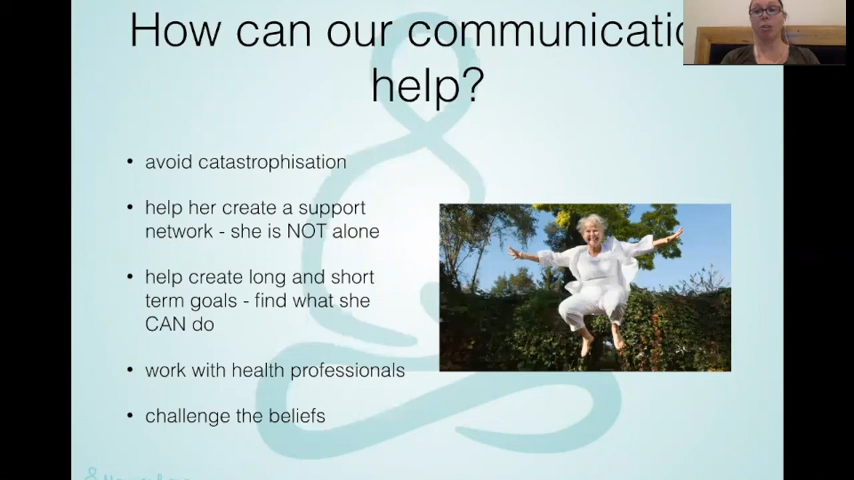 How can our communicatio
help?
• avoid catastrophisation
• help her create a support
network - she is NOT alone
• help create long and short
term goals - find what she
CAN do
• work with health professionals
• challenge the beliefs